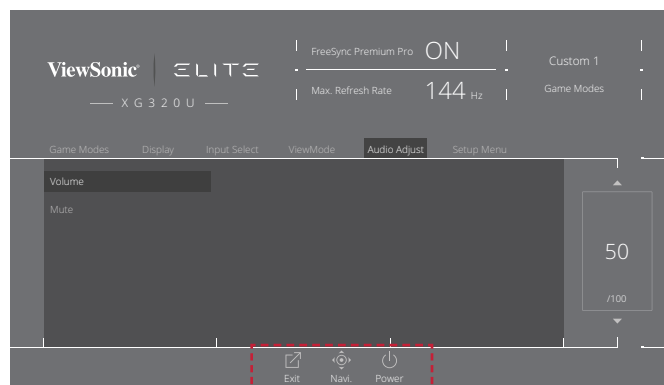 ViewSonic® ELITE
XG320U
FreeSync Premium Pro ON
Max. Refresh Rate 144 Hz
Custom 1
Game Modes
Game Modes Display Input Select ViewMode Audio Adjust Setup Menu
Volume
Mute
50
/100
Exit Navi. Power